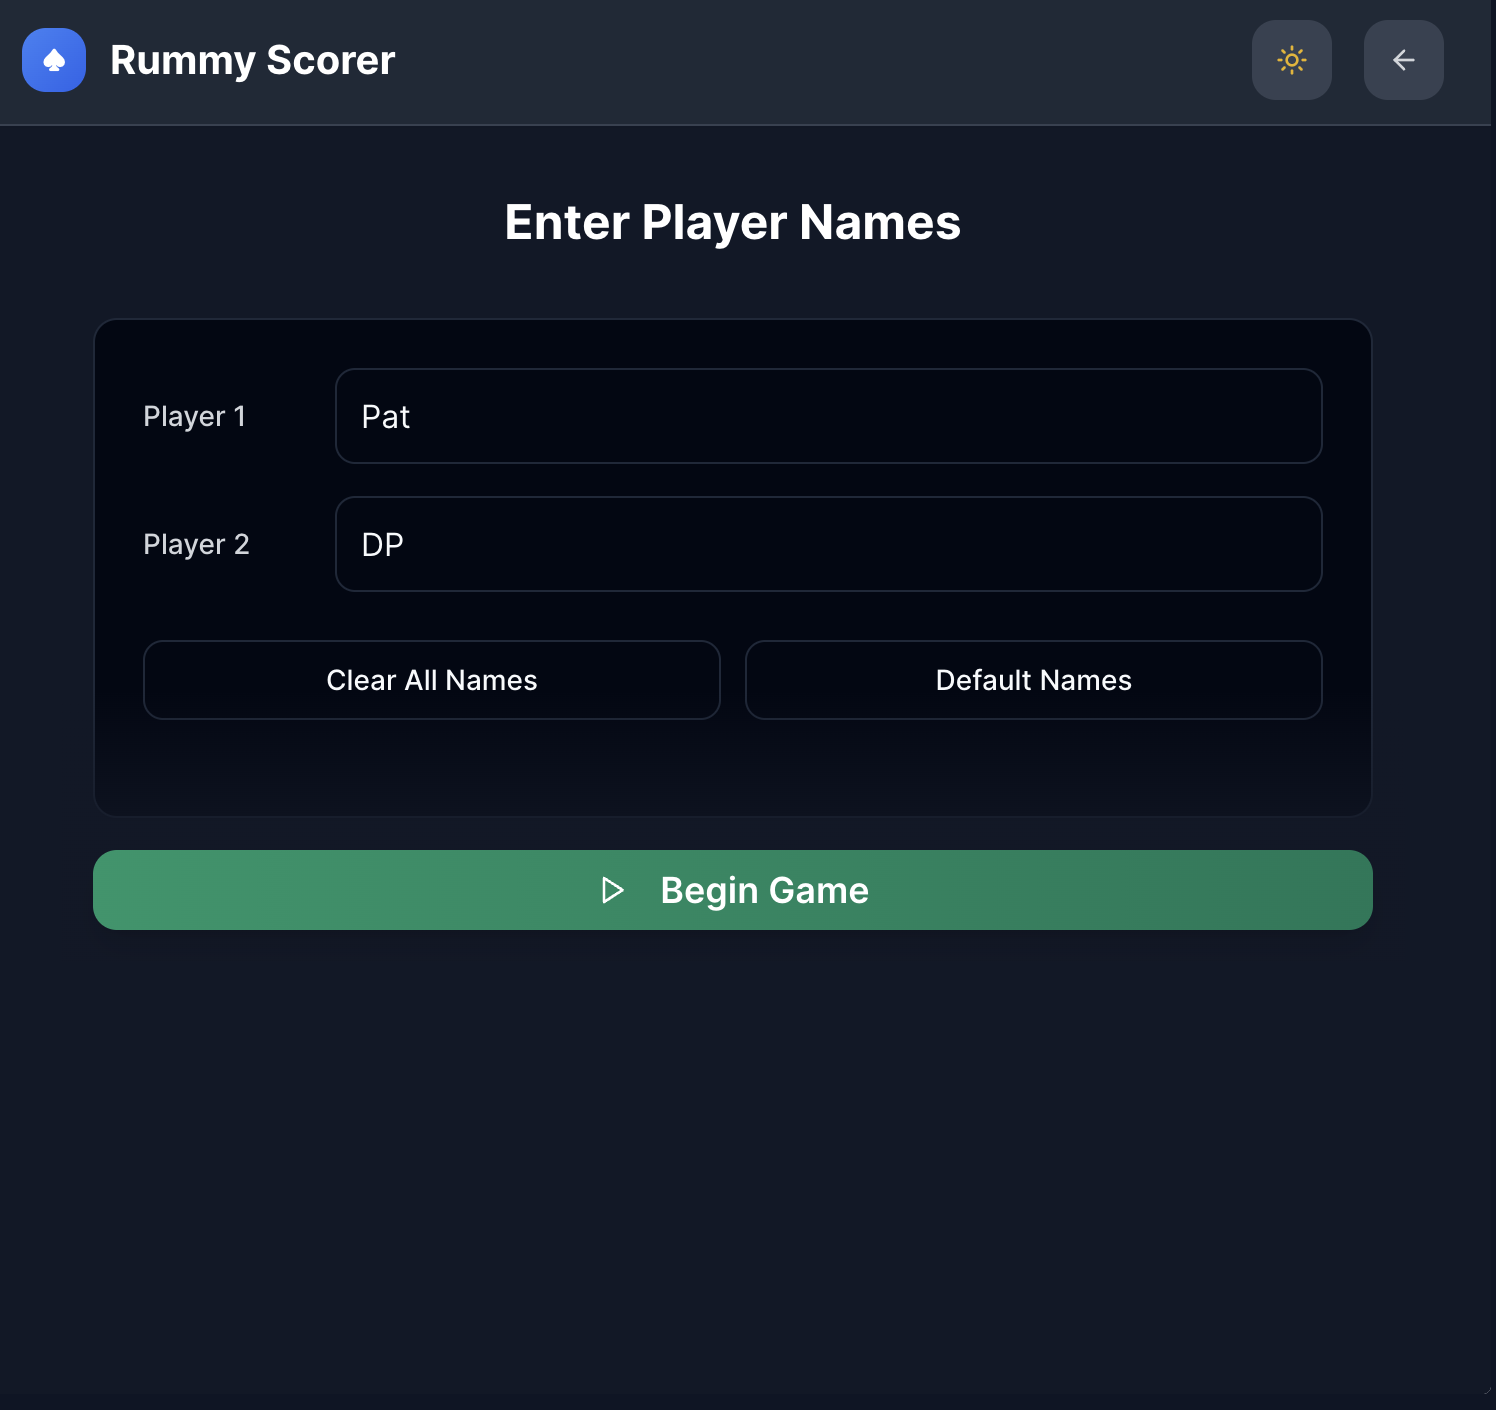 Rummy Scorer
Enter Player Names
Player 1
Pat
Player 2
DP
Clear All Names
Default Names
Begin Game